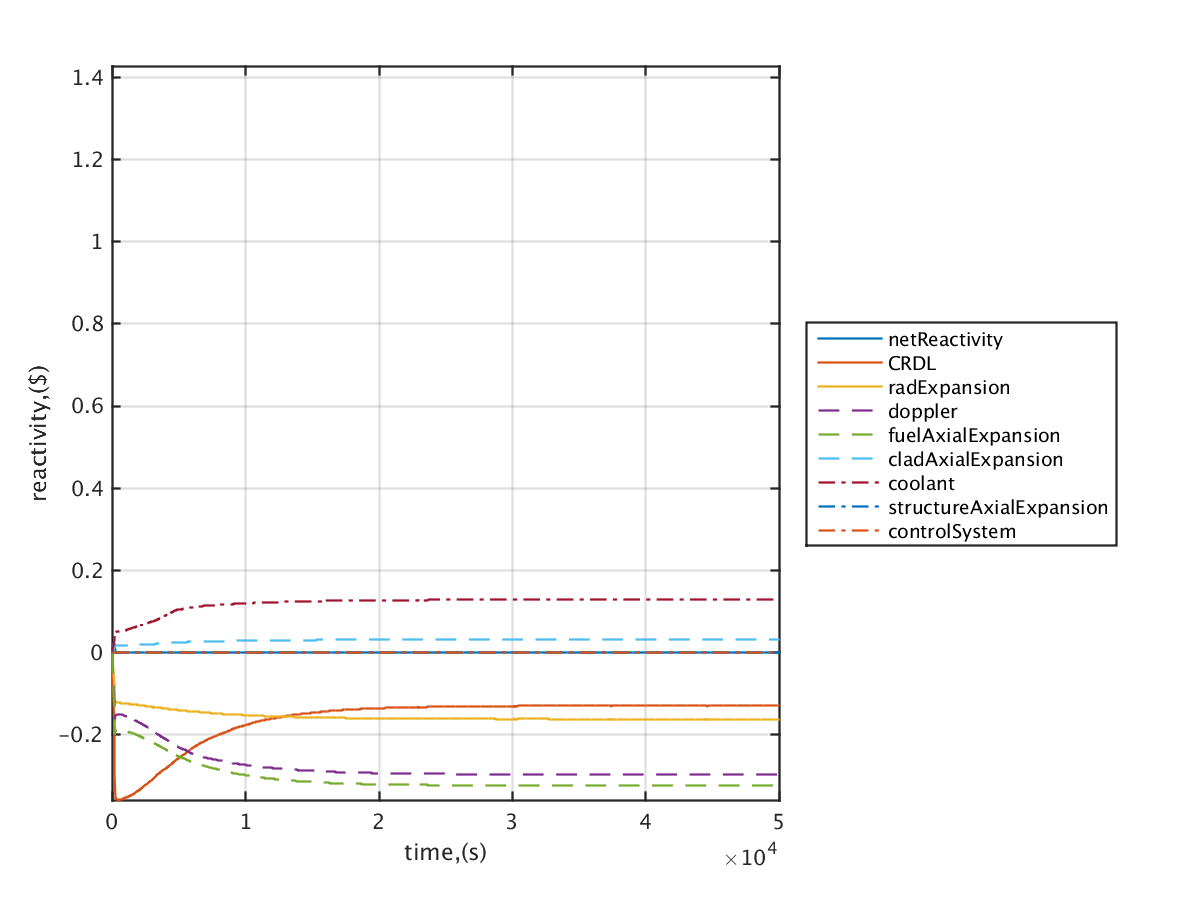 1.4
1.2
1
0.8
0.6
0.4
0.2
0
-0.2
reactivity,($)
0
1
2
3
4
5
time,(s)
×10⁴
netReactivity
CRDL
radExpansion
doppler
fuelAxialExpansion
cladAxialExpansion
coolant
structureAxialExpansion
controlSystem